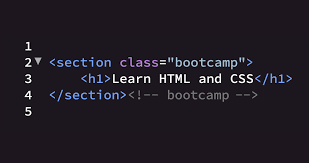 1
2 <section class="bootcamp">
3 <h1>Learn HTML and CSS</h1>
4 </section><!-- bootcamp -->
5